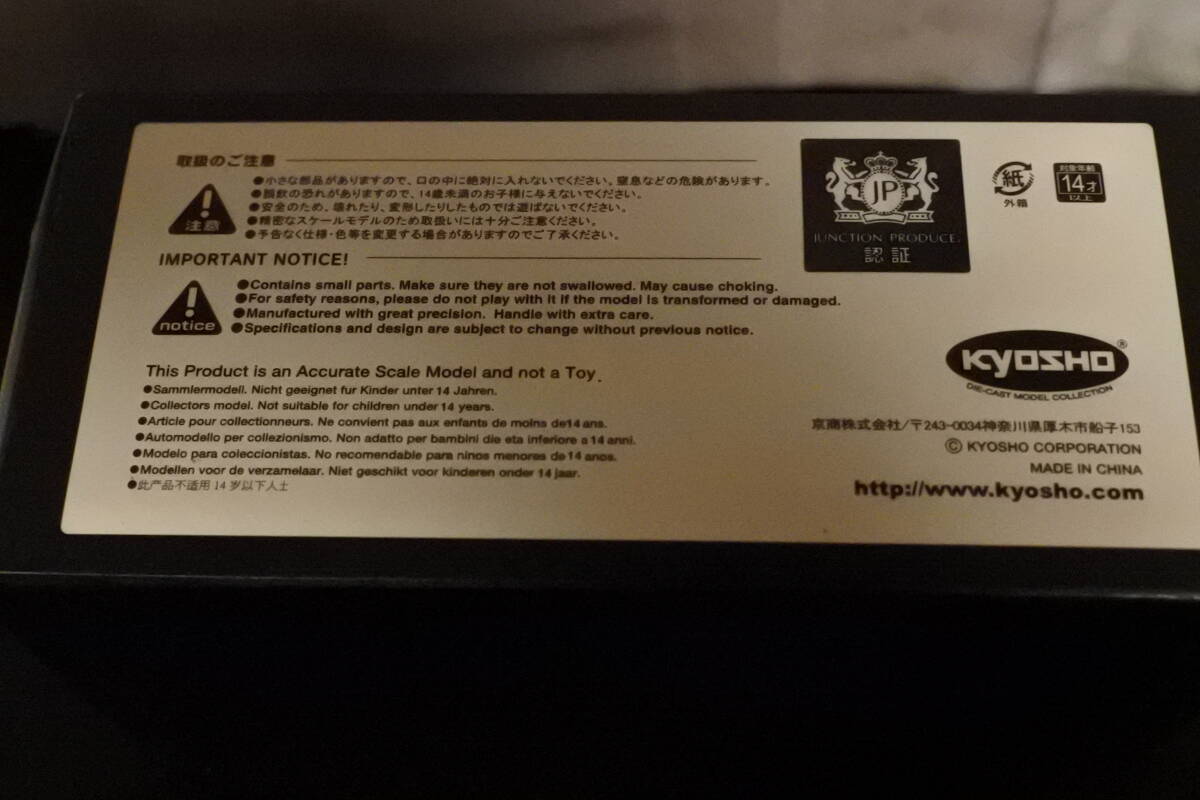 取扱のご注意
注意
●小さな部品がありますので、口の中に絶対に入れないでください。窒息などの危険があります。
●誤飲の恐れがありますので、14歳未満のお子様に与えないでください。
●安全のため、壊れたり、変形したりしたものでは遊ばないでください。
●精密なスケールモデルのため取扱いには十分ご注意ください。
●予告なく仕様・色等を変更する場合がありますのでご了承ください。
IMPORTANT NOTICE!
notice
●Contains small parts. Make sure they are not swallowed. May cause choking.
●For safety reasons, please do not play with it if the model is transformed or damaged.
●Manufactured with great precision. Handle with extra care.
●Specifications and design are subject to change without previous notice.
This Product is an Accurate Scale Model and not a Toy.
●Sammlermodell. Nicht geeignet fur Kinder unter 14 Jahren.
●Collectors model. Not suitable for children under 14 years.
●Article pour collectionneurs. Ne convient pas aux enfants de moins de14 ans.
●Automodello per collezionismo. Non adatto per bambini die eta inferiore a 14 anni.
●Modelo para coleccionistas. No recomendable para ninos menores de 14 anos.
●Modellen voor de verzamelaar. Niet geschikt voor kinderen onder 14 jaar.
●此产品不适用 14 岁以下人士
JP
JUNCTION PRODUCE.
認証
紙
外箱
対象年齢
14才
以上
KYOSHO®
DIE-CAST MODEL COLLECTION
京商株式会社/〒243-0034神奈川県厚木市船子153
© KYOSHO CORPORATION
MADE IN CHINA
http://www.kyosho.com